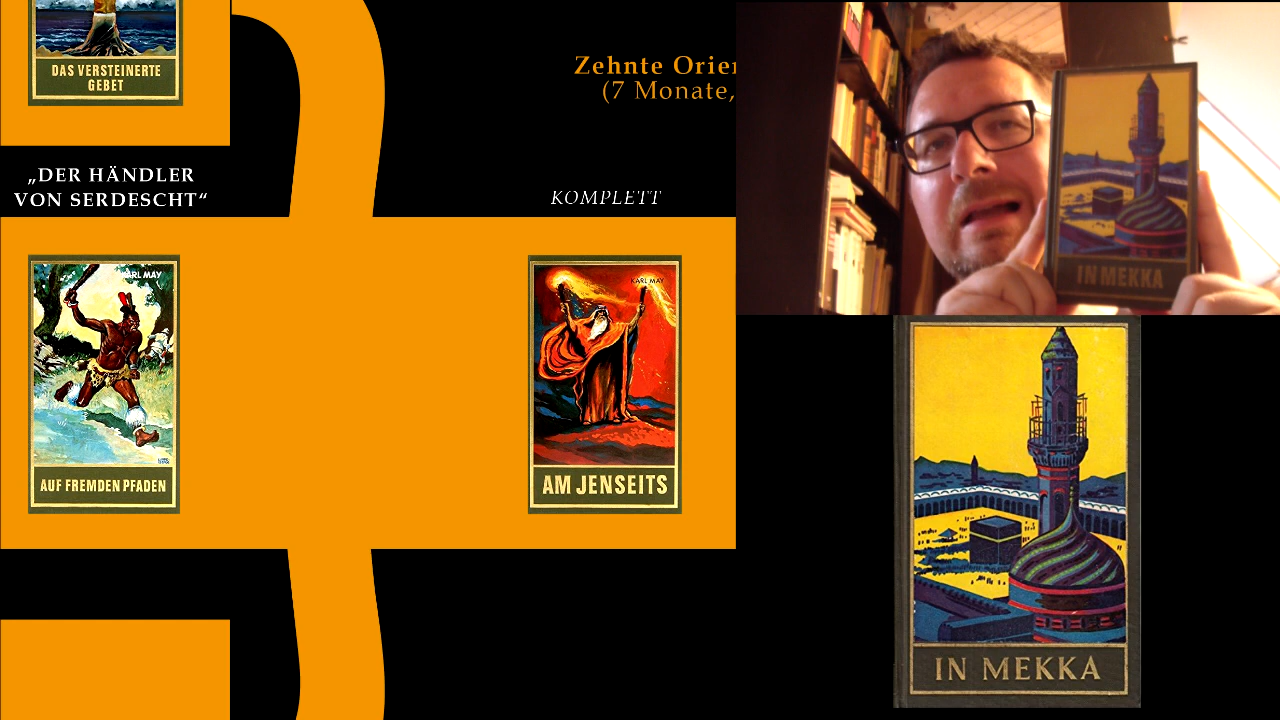 DAS VERSTEINERTE
GEBET
„DER HÄNDLER
VON SERDESCHT“
KARL MAY
AUF FREMDEN PFADEN
Zehnte Orien
(7 Monate,
KOMPLETT
KARL MAY
AM JENSEITS
IN MEKKA
IN MEKKA